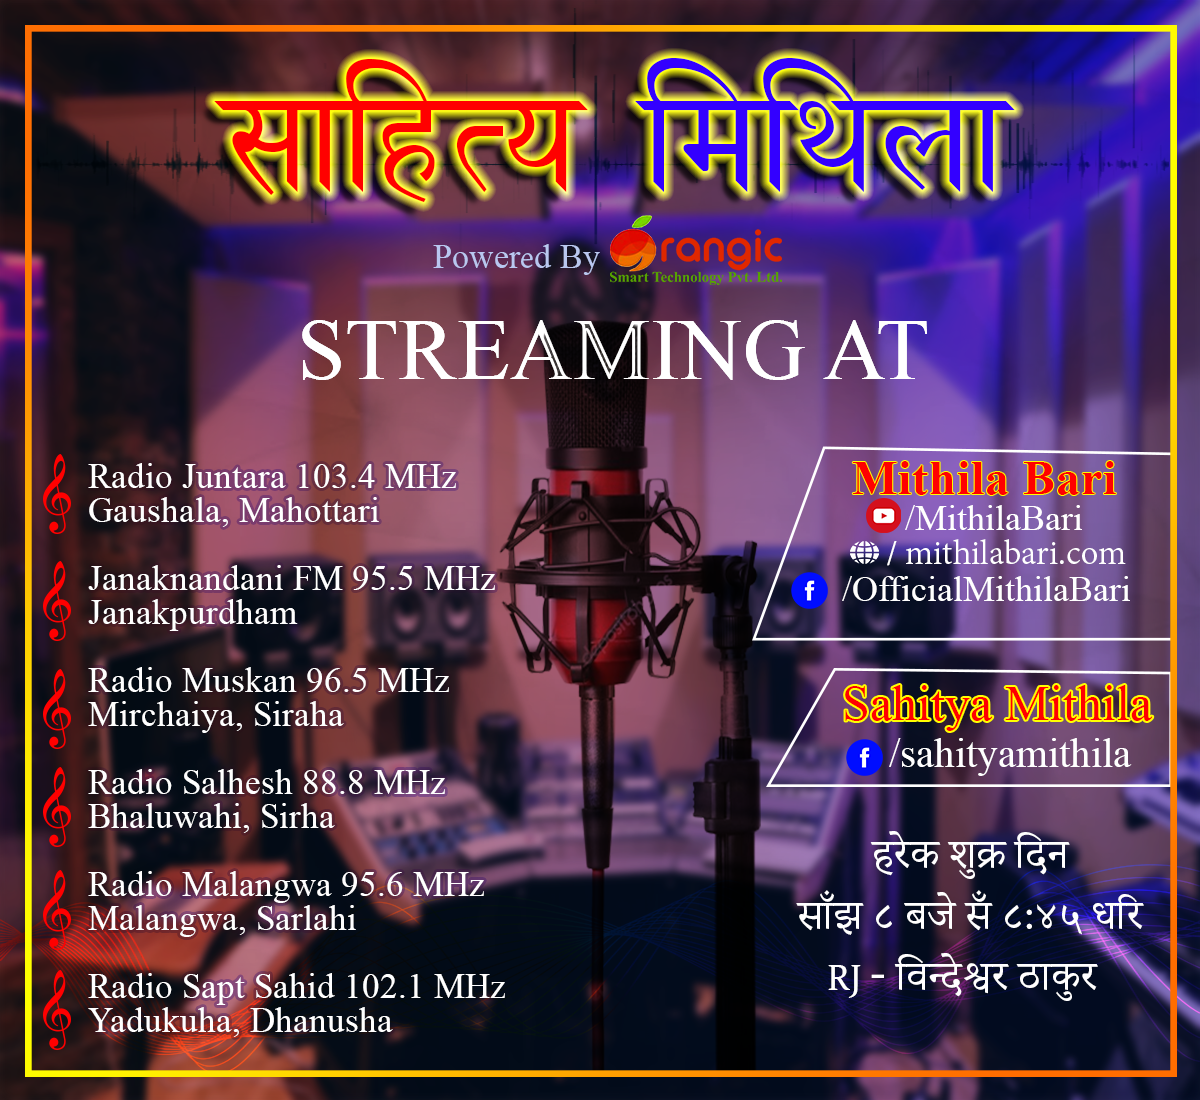 साहित्य मिथिला
Powered By Orangic
Smart Technology Pvt. Ltd.
STREAMING AT
Radio Juntara 103.4 MHz
Gaushala, Mahottari
Janaknandani FM 95.5 MHz
Janakpurdham
Radio Muskan 96.5 MHz
Mirchaiya, Siraha
Radio Salhesh 88.8 MHz
Bhaluwahi, Sirha
Radio Malangwa 95.6 MHz
Malangwa, Sarlahi
Radio Sapt Sahid 102.1 MHz
Yadukuha, Dhanusha
Mithila Bari
/MithilaBari
/ mithilabari.com
/OfficialMithilaBari
Sahitya Mithila
/sahityamithila
हरेक शुक्र दिन
साँझ ८ बजे सँ ८:४५ धरि
RJ - विन्देश्वर ठाकुर